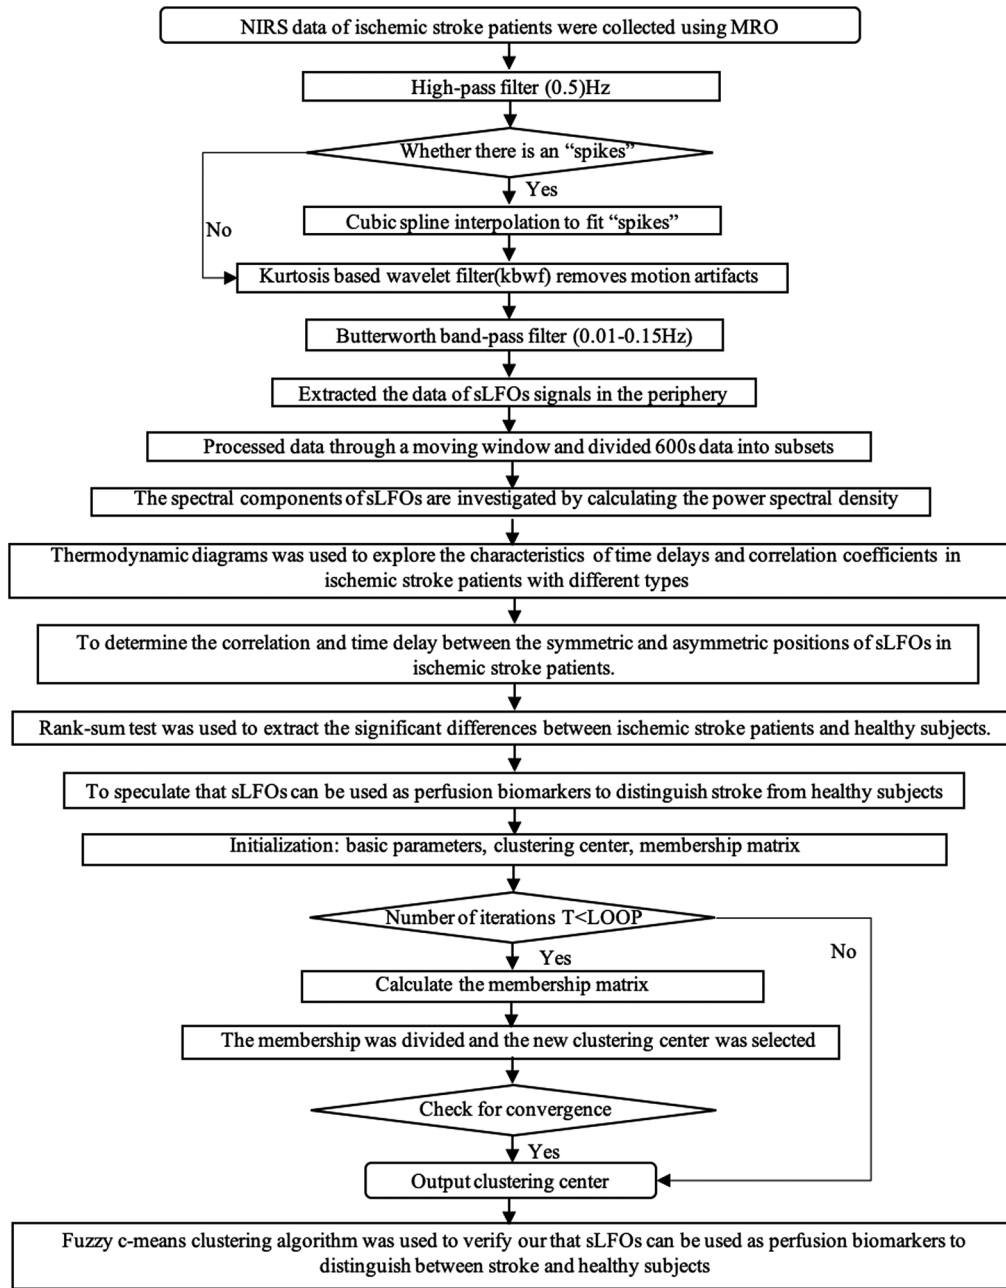 NIRS data of ischemic stroke patients were collected using MRO
High-pass filter (0.5)Hz
Whether there is an “spikes”
Yes
Cubic spline interpolation to fit “spikes”
No
Kurtosis based wavelet filter(kbwf) removes motion artifacts
Butterworth band-pass filter (0.01-0.15Hz)
Extracted the data of sLFOs signals in the periphery
Processed data through a moving window and divided 600s data into subsets
The spectral components of sLFOs are investigated by calculating the power spectral density
Thermodynamic diagrams was used to explore the characteristics of time delays and correlation coefficients in
ischemic stroke patients with different types
To determine the correlation and time delay between the symmetric and asymmetric positions of sLFOs in
ischemic stroke patients.
Rank-sum test was used to extract the significant differences between ischemic stroke patients and healthy subjects.
To speculate that sLFOs can be used as perfusion biomarkers to distinguish stroke from healthy subjects
Initialization: basic parameters, clustering center, membership matrix
Number of iterations T<LOOP
Yes
No
Calculate the membership matrix
The membership was divided and the new clustering center was selected
Check for convergence
Yes
Output clustering center
Fuzzy c-means clustering algorithm was used to verify our that sLFOs can be used as perfusion biomarkers to
distinguish between stroke and healthy subjects